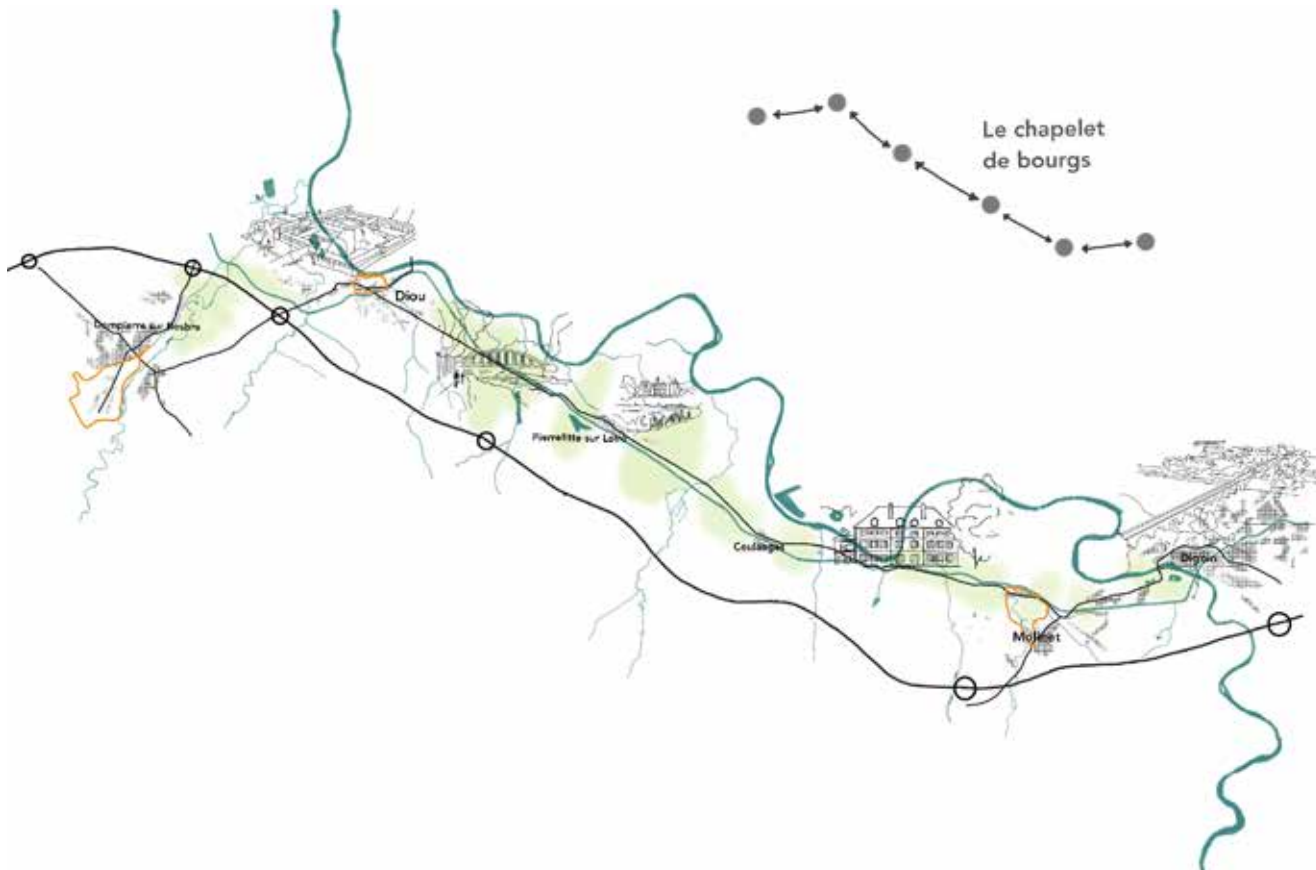 Le chapelet
de bourgs
Diou
Dompierre sur Besbre
Pierrefitte sur Loire
Coulanges
Digoin
Molinet